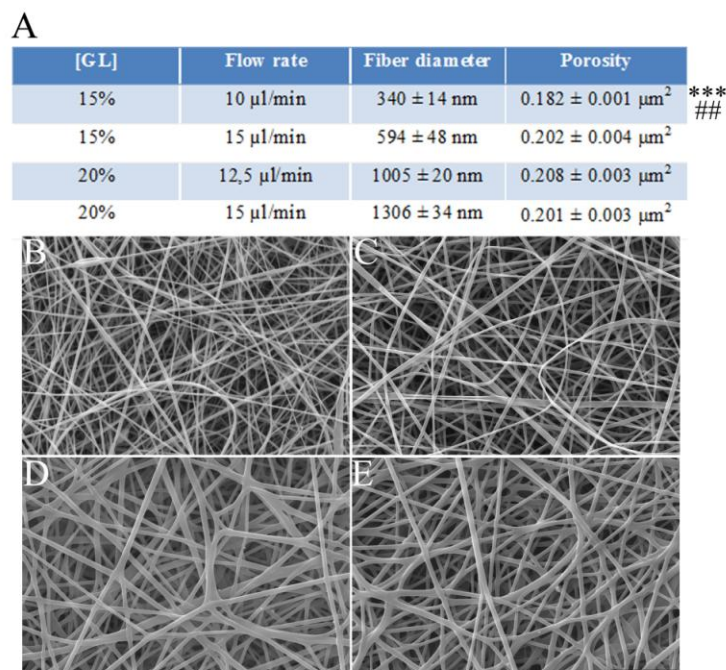 A
[GL] Flow rate Fiber diameter Porosity
15% 10 µl/min 340 ± 14 nm 0.182 ± 0.001 µm² ***
##
15% 15 µl/min 594 ± 48 nm 0.202 ± 0.004 µm²
20% 12,5 µl/min 1005 ± 20 nm 0.208 ± 0.003 µm²
20% 15 µl/min 1306 ± 34 nm 0.201 ± 0.003 µm²
B C
D E